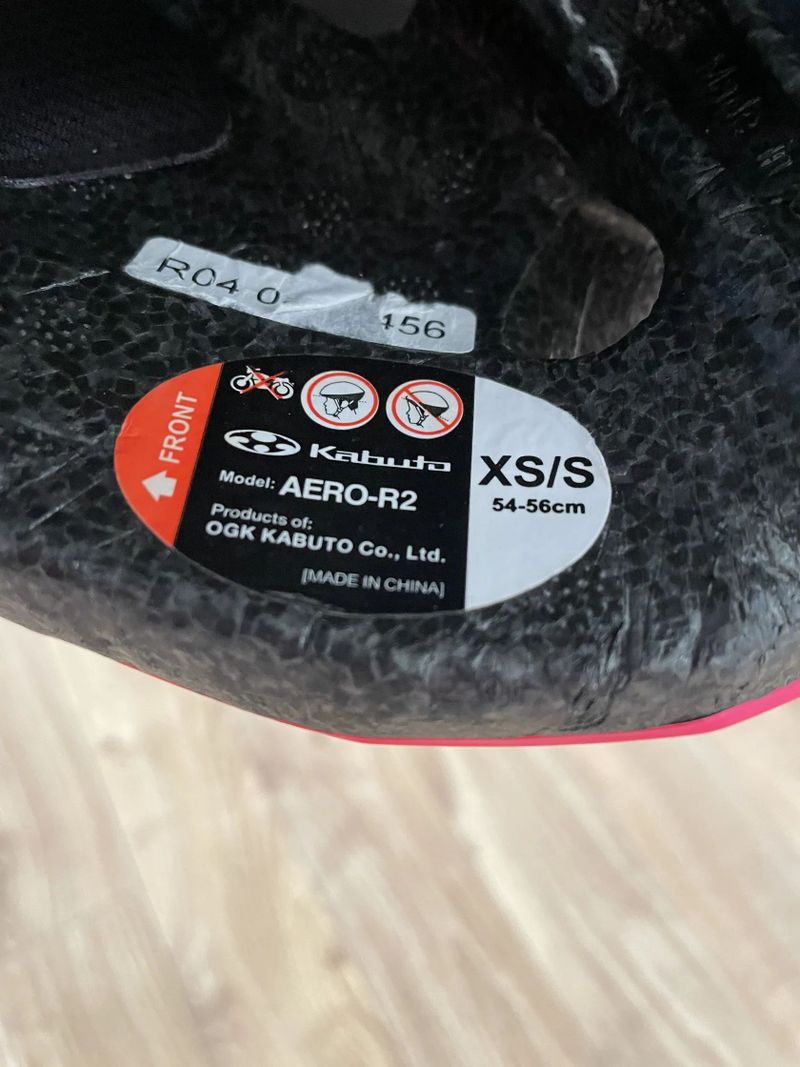 R04 0 456
FRONT
Kabuto
XS/S
Model: AERO-R2
54-56cm
Products of:
OGK KABUTO Co., Ltd.
[MADE IN CHINA]